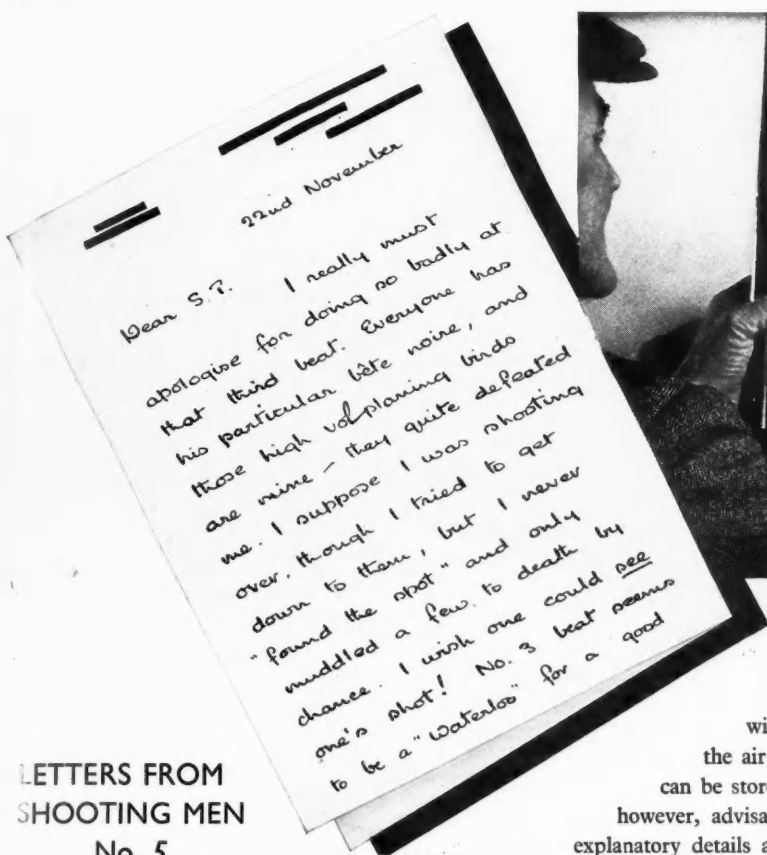 22nd November
Dear S.P. I really must
apologise for doing so badly at
that third beat. Everyone has
his particular bête noire, and
those high volplaning birds
are mine – they quite defeated
me. I suppose I was shooting
over, though I tried to get
down to them, but I never
"found the spot" and only
muddled a few to death by
chance. I wish one could see
one's shot! No. 3 beat seems
to be a "Waterloo" for a good
LETTERS FROM
SHOOTING MEN
No. 5
the air
can be
however,
explanatory details